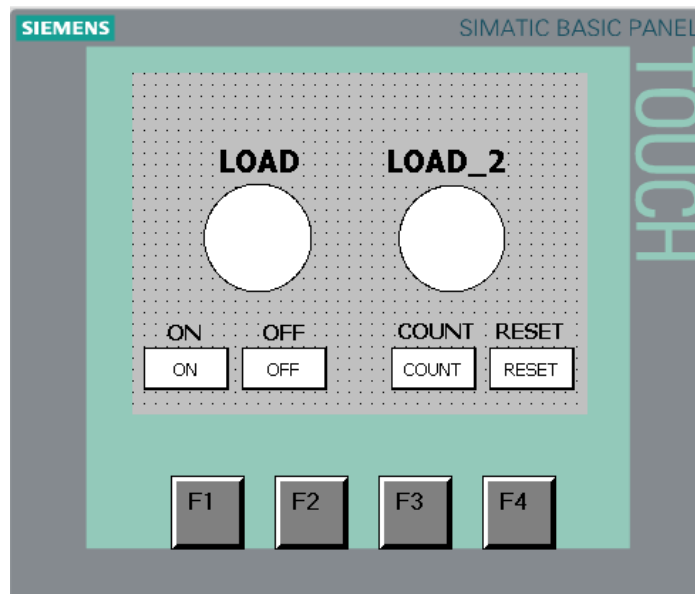 SIEMENS
SIMATIC BASIC PANEL
TOUCH
LOAD LOAD_2
ON OFF COUNT RESET
ON OFF COUNT RESET
F1 F2 F3 F4